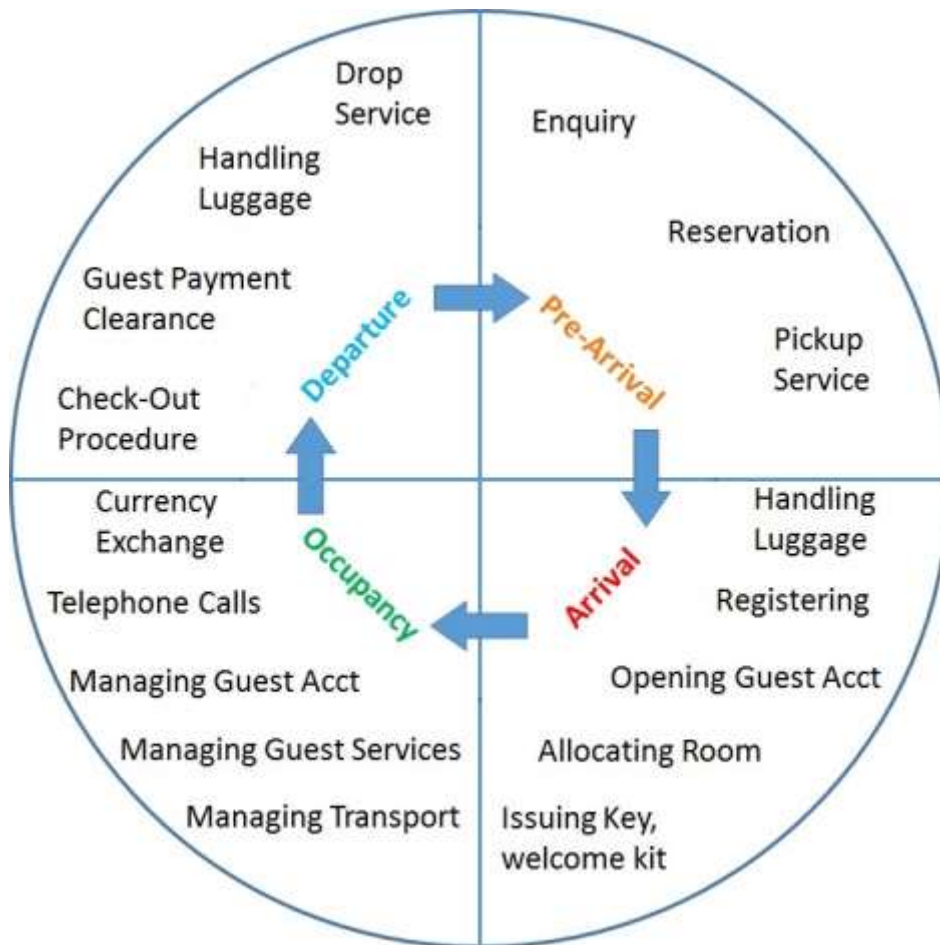 Drop
Service
Handling
Luggage
Guest Payment
Clearance
Check-Out
Procedure
Departure
Enquiry
Reservation
Pickup
Service
Pre-Arrival
Handling
Luggage
Registering
Opening Guest Acct
Allocating Room
Issuing Key,
welcome kit
Arrival
Currency
Exchange
Telephone Calls
Managing Guest Acct
Managing Guest Services
Managing Transport
Occupancy